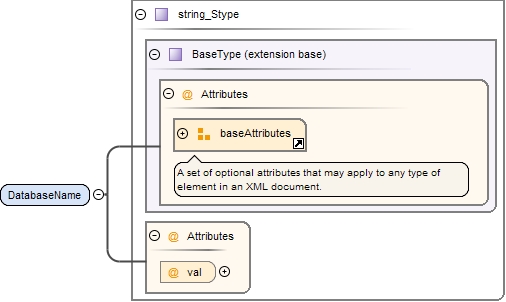 string_Stype
BaseType (extension base)
@ Attributes
baseAttributes
A set of optional attributes that may apply to any type of
element in an XML document.
DatabaseName
@ Attributes
@ val